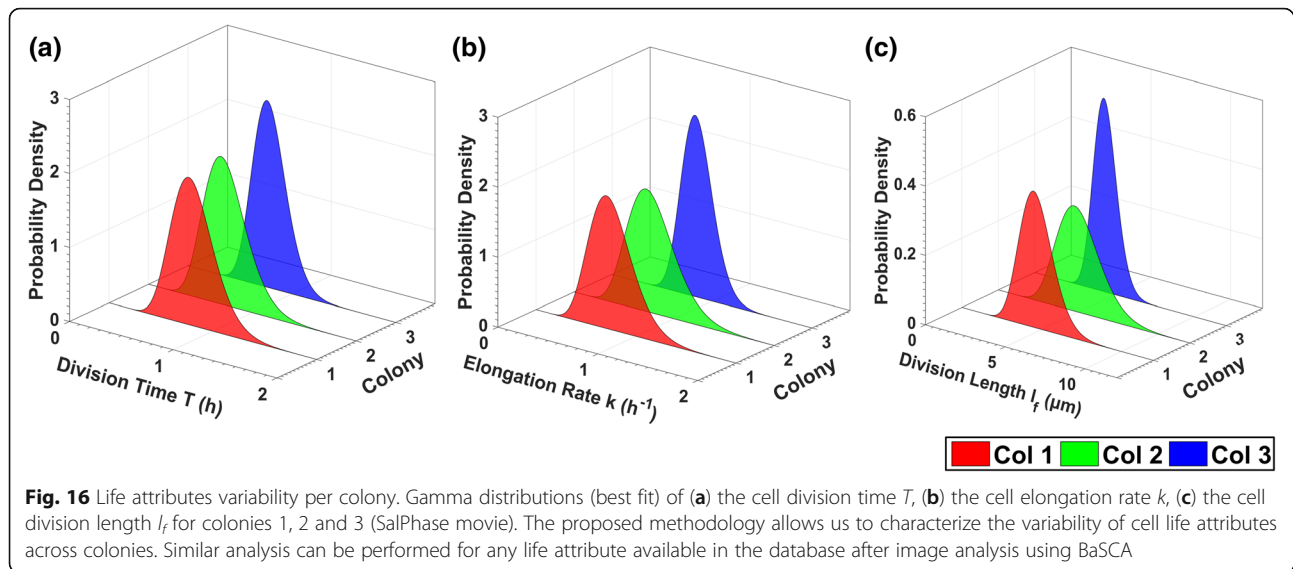 (a)
3
2
1
0
Probability Density
0
1
2
Division Time T (h)
1
2
3
Colony
(b)
3
2
1
0
Probability Density
0
1
2
Elongation Rate k (h⁻¹)
1
2
3
Colony
(c)
0.6
0.4
0.2
0
Probability Density
0
5
10
Division Length l_f (μm)
1
2
3
Colony
Col 1 Col 2 Col 3
Fig. 16 Life attributes variability per colony. Gamma distributions (best fit) of (a) the cell division time T, (b) the cell elongation rate k, (c) the cell
division length l_f for colonies 1, 2 and 3 (SalPhase movie). The proposed methodology allows us to characterize the variability of cell life attributes
across colonies. Similar analysis can be performed for any life attribute available in the database after image analysis using BaSCA